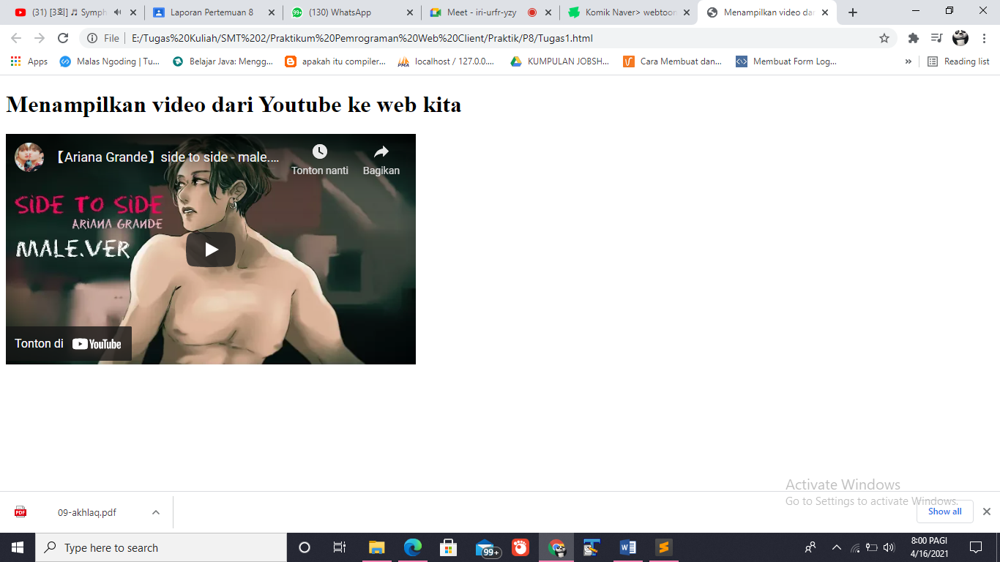 (31) [3회] ♬ Symph
Laporan Pertemuan 8
(130) WhatsApp
Meet - iri-urfr-yzy
Komik Naver> webtoon
Menampilkan video dar
File
E:/Tugas%20Kuliah/SMT%202/Praktikum%20Pemrograman%20Web%20Client/Praktik/P8/Tugas1.html
Apps
Malas Ngoding | Tu...
Belajar Java: Mengg...
apakah itu compiler...
localhost / 127.0.0....
KUMPULAN JOBSH...
Cara Membuat dan...
Membuat Form Log...
»
Reading list
Menampilkan video dari Youtube ke web kita
【Ariana Grande】side to side - male....
Tonton nanti
Bagikan
SIDE TO SIDE
ARIANA GRANDE
MALE.VER
Tonton di YouTube
Activate Windows
Go to Settings to activate Windows.
09-akhlaq.pdf
Show all
Type here to search
99+
8:00 PAGI
4/16/2021